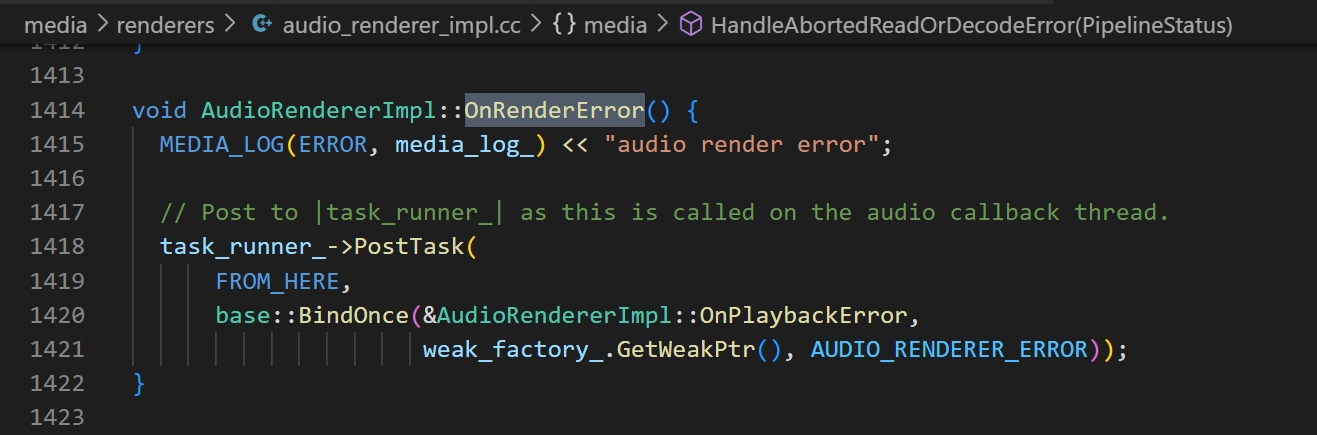 media > renderers > audio_renderer_impl.cc > {} media > HandleAbortedReadOrDecodeError(PipelineStatus)
1412 }
1413
1414 void AudioRendererImpl::OnRenderError() {
1415   MEDIA_LOG(ERROR, media_log_) << "audio render error";
1416
1417   // Post to |task_runner_| as this is called on the audio callback thread.
1418   task_runner_->PostTask(
1419       FROM_HERE,
1420       base::BindOnce(&AudioRendererImpl::OnPlaybackError,
1421                      weak_factory_.GetWeakPtr(), AUDIO_RENDERER_ERROR));
1422 }
1423